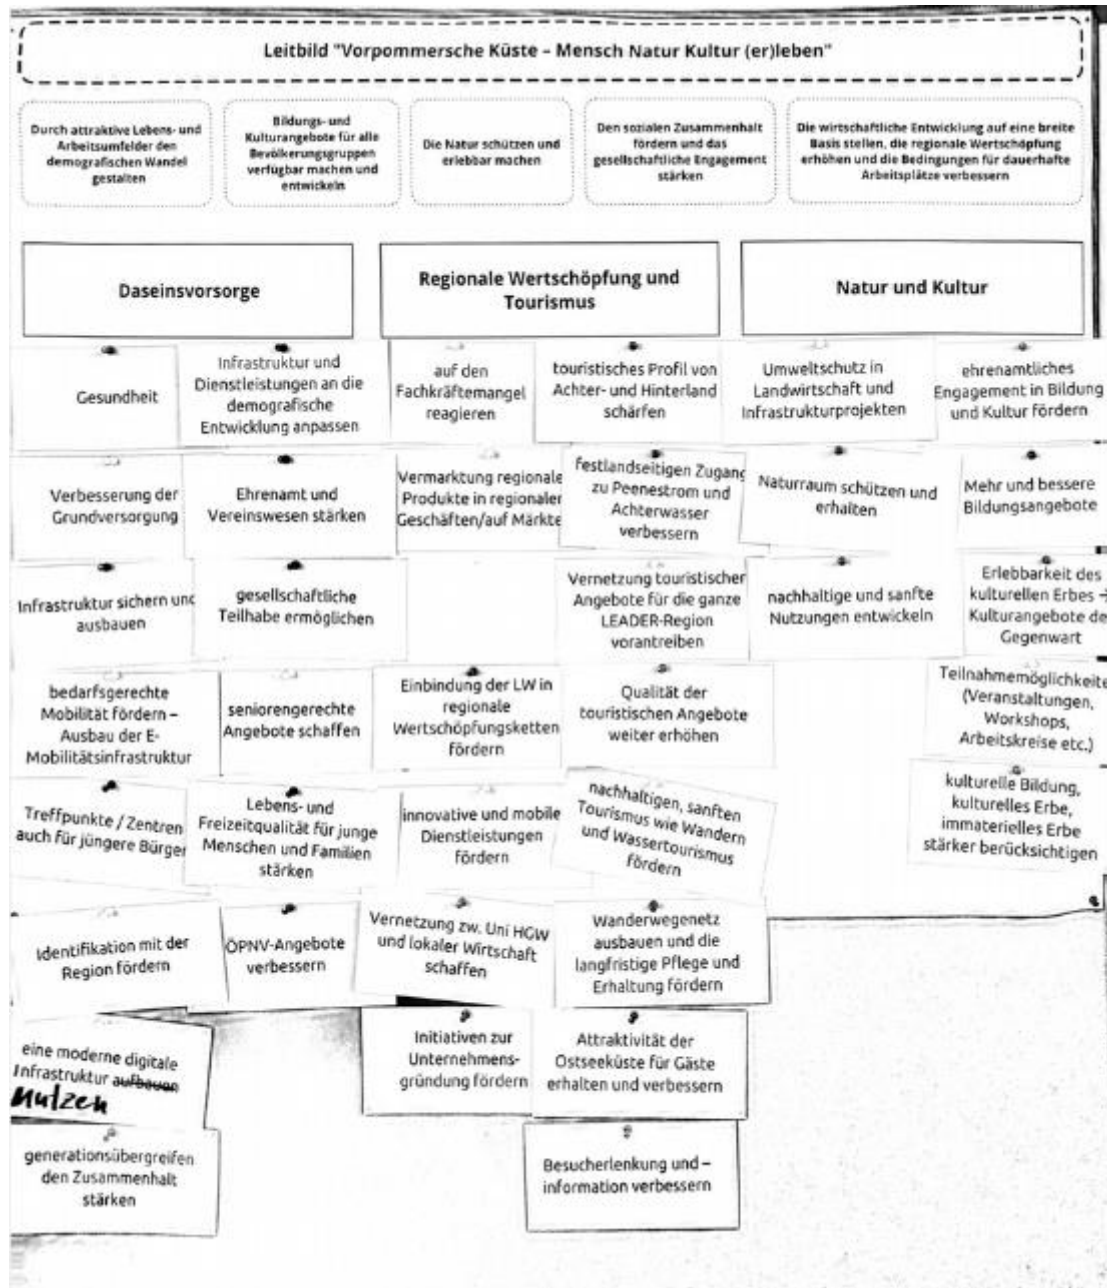 Leitbild "Vorpommersche Küste – Mensch Natur Kultur (er)leben"
Durch attraktive Lebens- und
Arbeitsumfelder den
demografischen Wandel
gestalten
Bildungs- und
Kulturangebote für alle
Bevölkerungsgruppen
verfügbar machen und
entwickeln
Die Natur schützen und
erlebbar machen
Den sozialen Zusammenhalt
fördern und das
gesellschaftliche Engagement
stärken
Die wirtschaftliche Entwicklung auf eine breite
Basis stellen, die regionale Wertschöpfung
erhöhen und die Bedingungen für dauerhafte
Arbeitsplätze verbessern
Daseinsvorsorge
Regionale Wertschöpfung und
Tourismus
Natur und Kultur
Gesundheit
Infrastruktur und
Dienstleistungen an die
demografische
Entwicklung anpassen
auf den
Fachkräftemangel
reagieren
touristisches Profil von
Achter- und Hinterland
schärfen
Umweltschutz in
Landwirtschaft und
Infrastrukturprojekten
ehrenamtliches
Engagement in Bildung
und Kultur fördern
Verbesserung der
Grundversorgung
Ehrenamt und
Vereinswesen stärken
Vermarktung regionale
Produkte in regionaler
Geschäften/auf Märkte
festlandseitigen Zugang
zu Peenestrom und
Achterwasser
verbessern
Naturraum schützen und
erhalten
Mehr und bessere
Bildungsangebote
Infrastruktur sichern und
ausbauen
gesellschaftliche
Teilhabe ermöglichen
Vernetzung touristischer
Angebote für die ganze
LEADER-Region
vorantreiben
nachhaltige und sanfte
Nutzungen entwickeln
Erlebbarkeit des
kulturellen Erbes +
Kulturangebote de
Gegenwart
bedarfsgerechte
Mobilität fördern –
Ausbau der E-
Mobilitätsinfrastruktur
seniorengerechte
Angebote schaffen
Einbindung der LW in
regionale
Wertschöpfungsketten
fördern
Qualität der
touristischen Angebote
weiter erhöhen
Teilnahmemöglichkeite
(Veranstaltungen,
Workshops,
Arbeitskreise etc.)
Treffpunkte / Zentren
auch für jüngere Bürger
Lebens- und
Freizeitqualität für junge
Menschen und Familien
stärken
innovative und mobile
Dienstleistungen
fördern
nachhaltigen, sanften
Tourismus wie Wandern
und Wassertourismus
fördern
kulturelle Bildung,
kulturelles Erbe,
immaterielles Erbe
stärker berücksichtigen
Identifikation mit der
Region fördern
ÖPNV-Angebote
verbessern
Vernetzung zw. Uni HGW
und lokaler Wirtschaft
schaffen
Wanderwegenetz
ausbauen und die
langfristige Pflege und
Erhaltung fördern
eine moderne digitale
Infrastruktur aufbauen
nutzen
Initiativen zur
Unternehmens-
gründung fördern
Attraktivität der
Ostseeküste für Gäste
erhalten und verbessern
generationsübergreifen
den Zusammenhalt
stärken
Besucherlenkung und –
information verbessern